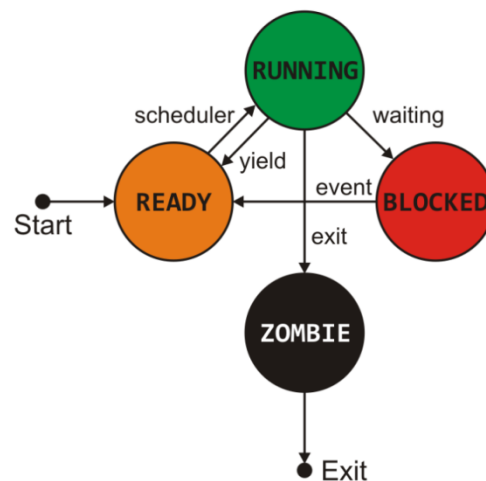 RUNNING
scheduler
waiting
yield
READY
event
BLOCKED
Start
exit
ZOMBIE
Exit